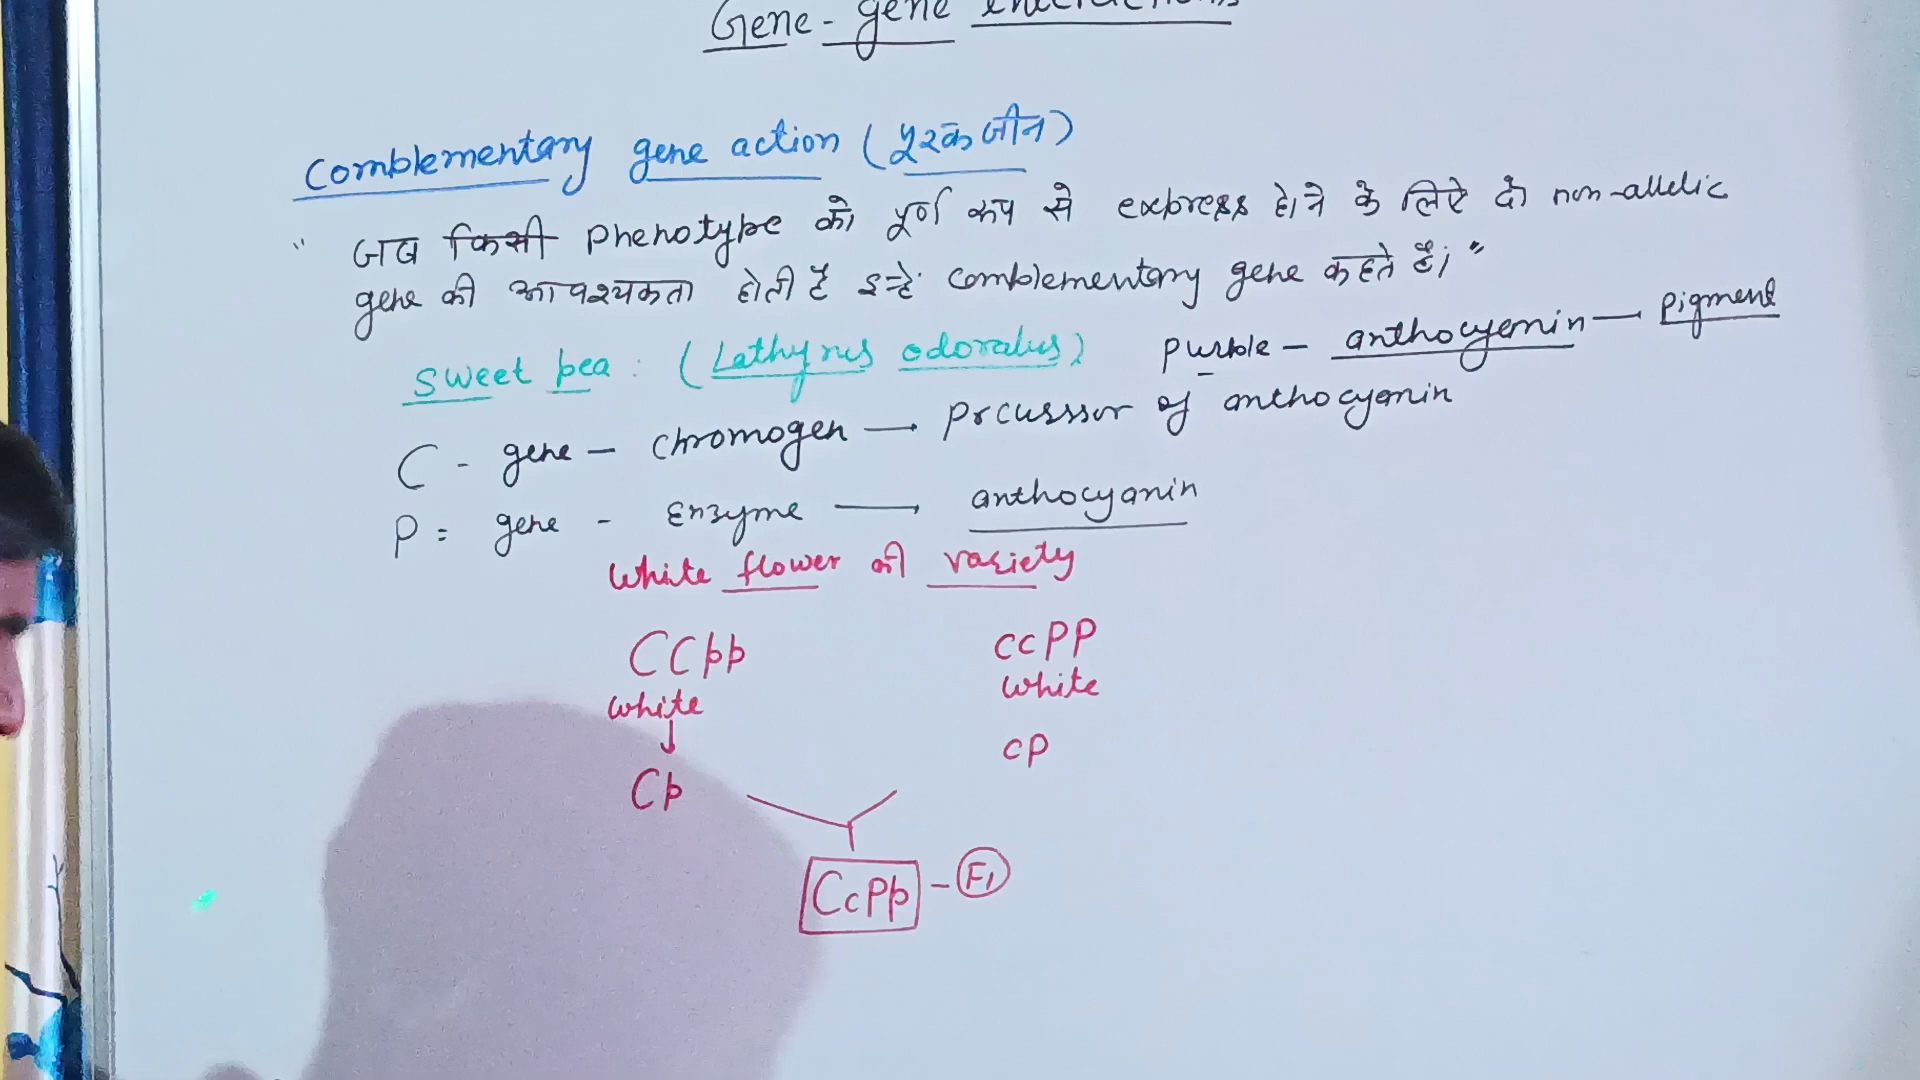 Gene- gene interactions
Complementary gene action (पूरक जीन)
" जब किसी Phenotype को पूर्ण रूप से express होने के लिए दो non-allelic
gene की आवश्यकता होती हैं इन्हे complementary gene कहते हैं। "
Sweet pea : (Lathyrus odoratus) Purple - anthocyanin — Pigment
C - gene - Chromogen → Prcussor of anthocyanin
P = gene - Enzyme → anthocyanin
White flower की variety
CCpp ccPP
White White
↓
Cp cP
CcPp - F1